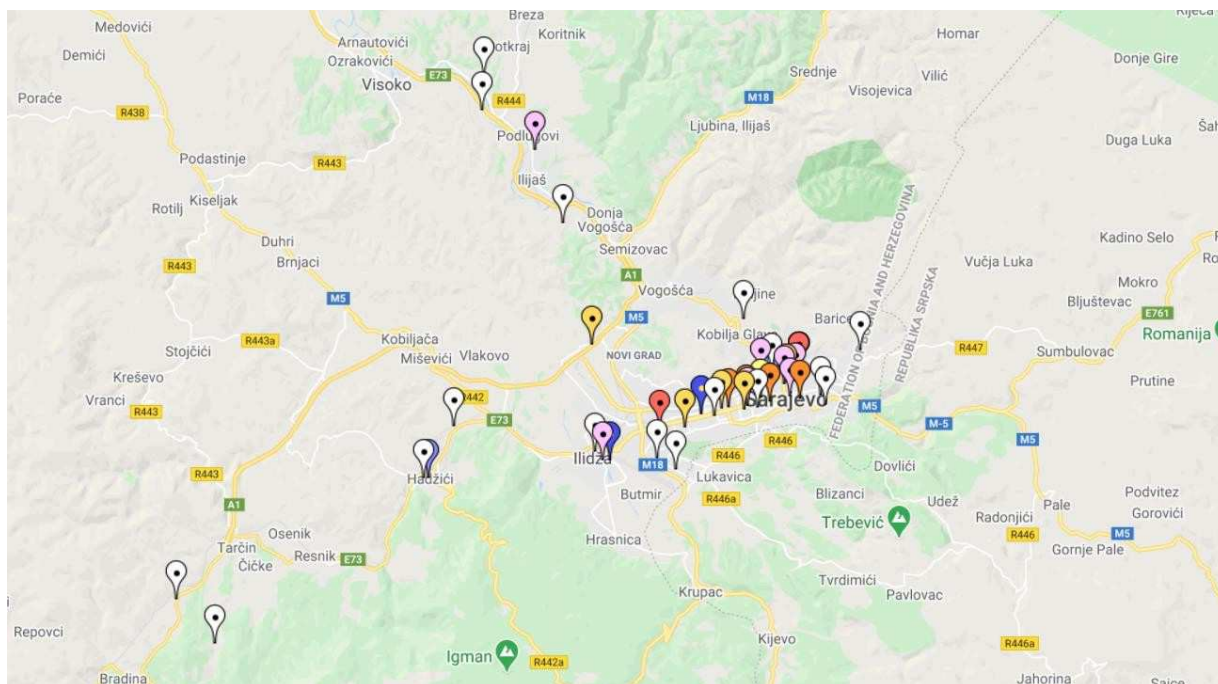 Medovići
Breza
Koritnik
Homar
Demići
Arnautovići
Ozrakovići
E73
Donje Gire
Visoko
Srednje
Vilić
Poraće
R444
M18
Visojevica
R438
Podlugovi
Ljubina, Ilijaš
Duga Luka
Podastinje
R443
Ilijaš
Rotilj
Kiseljak
Donja
Vogošća
FEDERATION OF BOSNIA AND HERZEGOVINA
Duhri
Brnjaci
Semizovac
Kadino Selo
R443
A1
Vučja Luka
Mokro
M5
Vogošća
Bljuštevac
M5
E761
Kobiljača
Romanija
R443a
Stojčići
Miševići
Vlakovo
NOVI GRAD
R447
Sumbulovac
REPUBLIKA SRPSKA
Kreševo
Prutine
Vranci
R443
R442
Sarajevo
M5
E73
M-5
M5
R446
Ilidža
M18
R446
Dovlići
R443
Hadžići
Lukavica
A1
Butmir
R446a
Blizanci
Udež
Pale
Podvitez
Trebević
Radonjići
R446
Gorovići
Osenik
Hrasnica
M5
Tarčin
Čičke
Resnik
E73
Gornje Pale
Krupac
Tvrdimići
Pavlovac
Repovci
Kijevo
R446a
Igman
R442a
Bradina
Jahorina